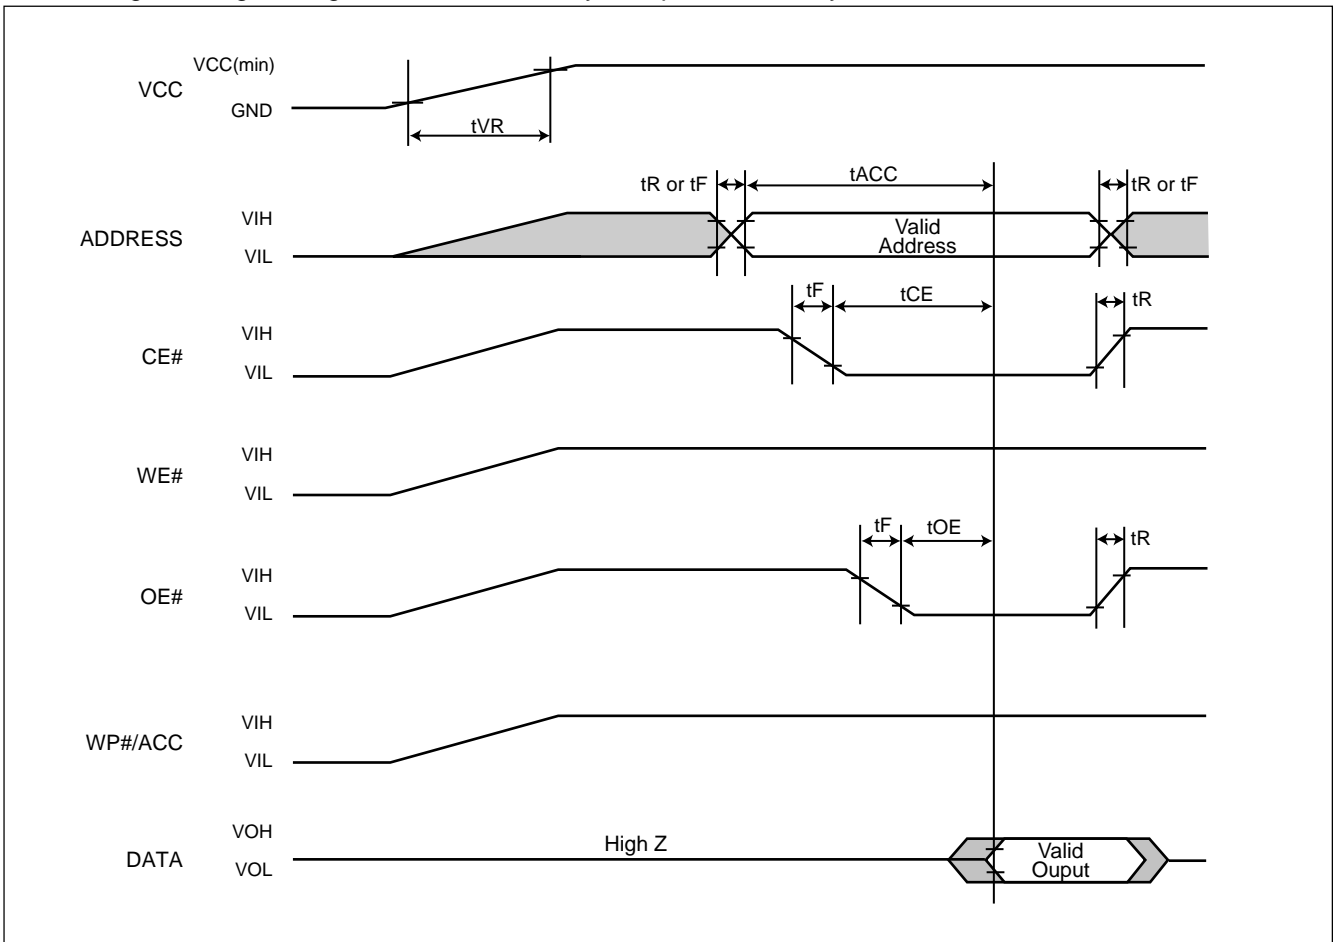 VCC(min)
VCC
GND
tVR
tR or tF
tACC
tR or tF
VIH
ADDRESS
VIL
Valid
Address
tF
tCE
tR
VIH
CE#
VIL
VIH
WE#
VIL
tF
tOE
tR
VIH
OE#
VIL
VIH
WP#/ACC
VIL
VOH
DATA
VOL
High Z
Valid
Ouput